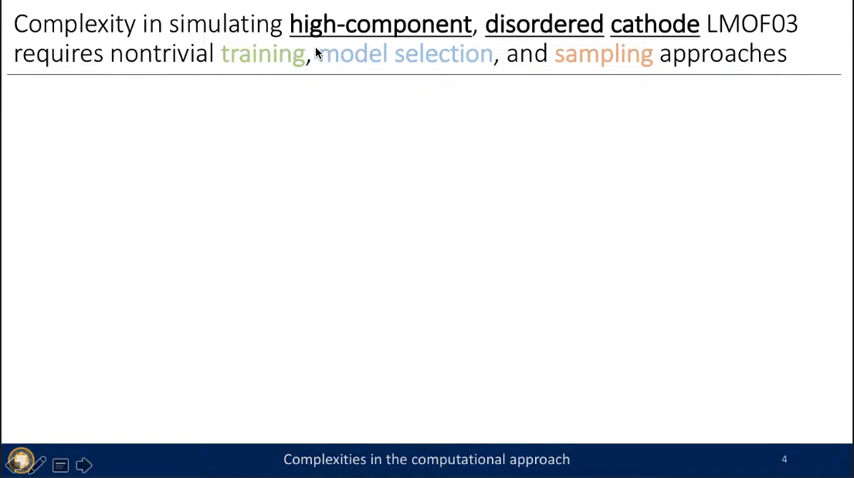 Complexity in simulating high-component, disordered cathode LMOF03
requires nontrivial training, model selection, and sampling approaches
Complexities in the computational approach
4